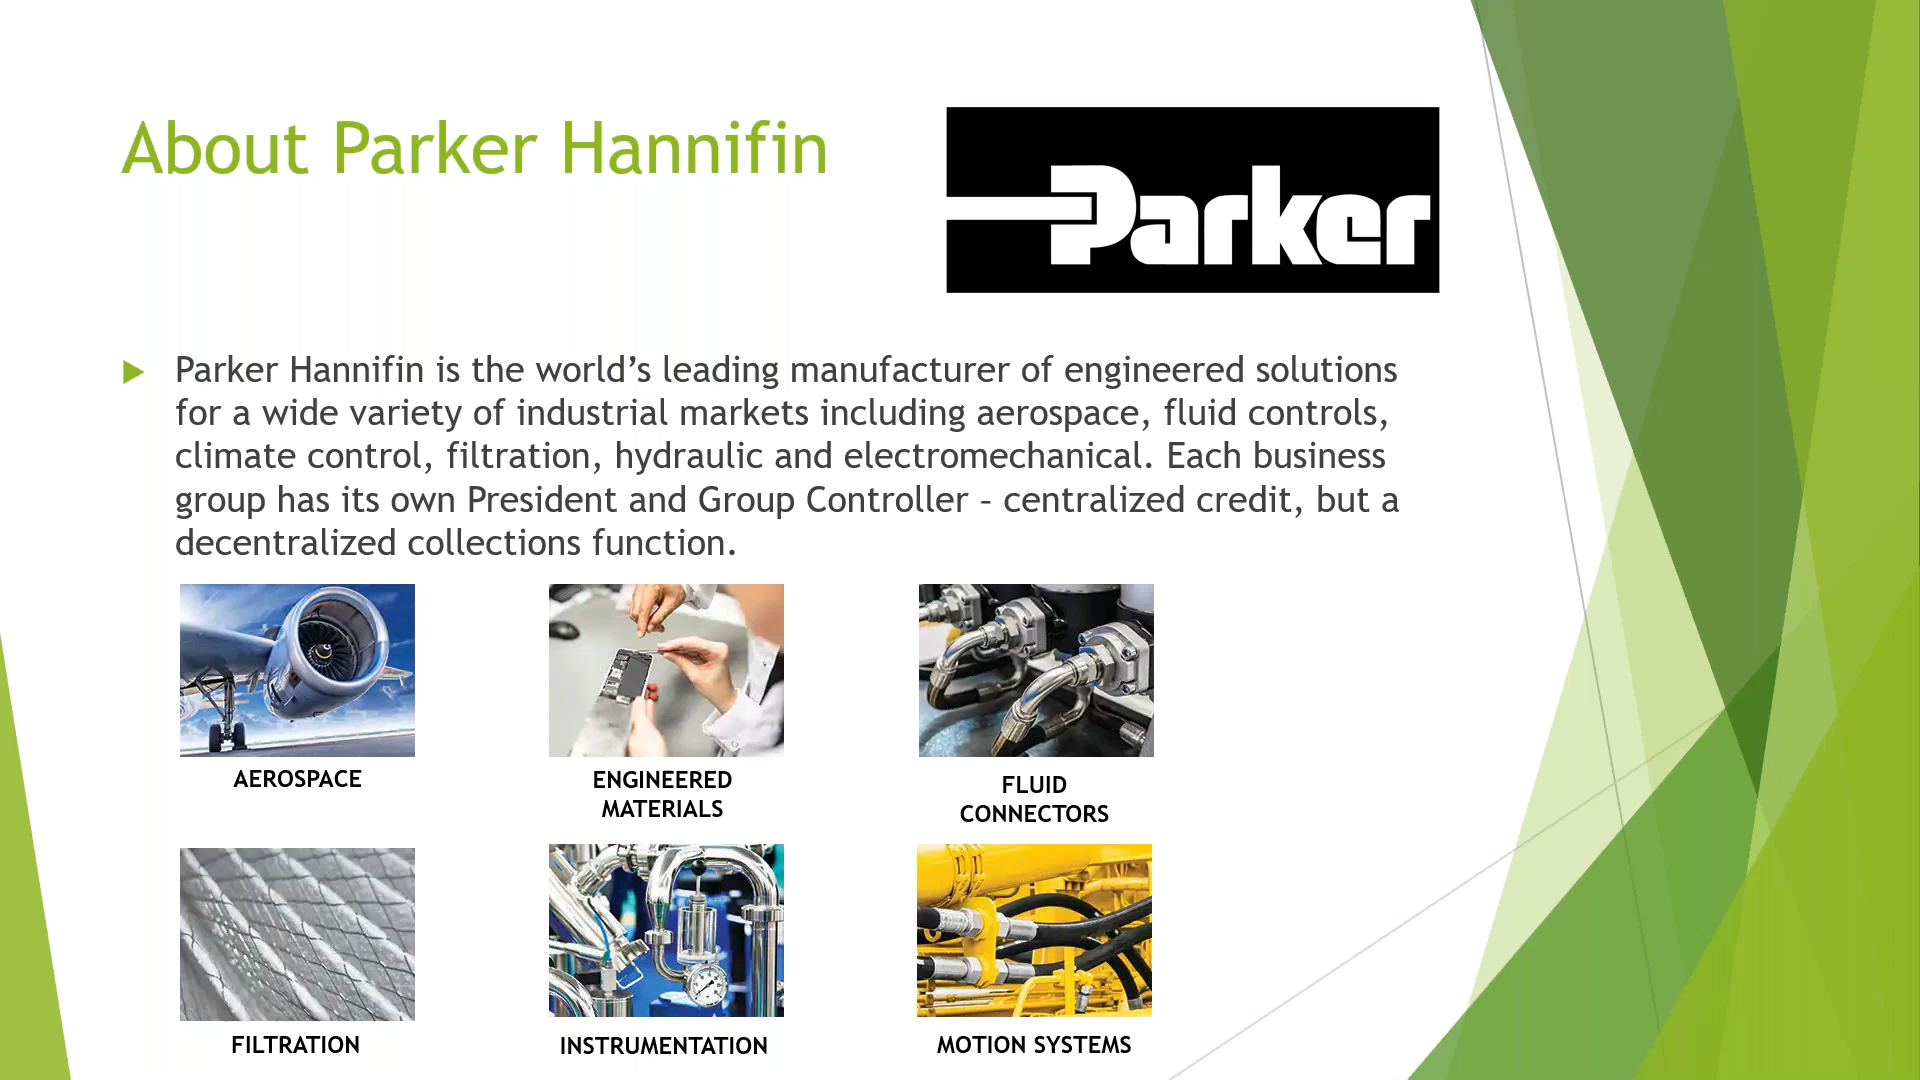 About Parker Hannifin
Parker
Parker Hannifin is the world’s leading manufacturer of engineered solutions
for a wide variety of industrial markets including aerospace, fluid controls,
climate control, filtration, hydraulic and electromechanical. Each business
group has its own President and Group Controller – centralized credit, but a
decentralized collections function.
AEROSPACE
ENGINEERED
MATERIALS
FLUID
CONNECTORS
FILTRATION
INSTRUMENTATION
MOTION SYSTEMS